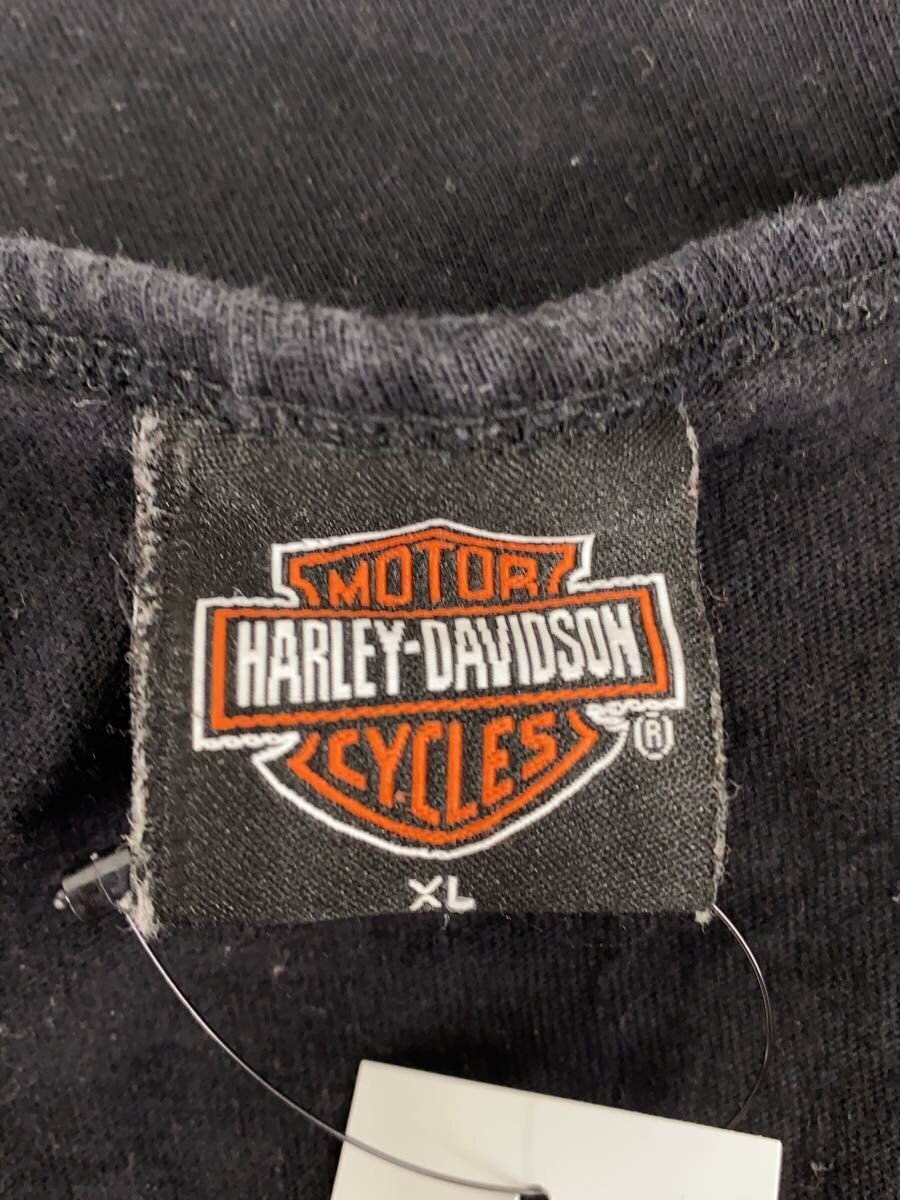 MOTOR
HARLEY-DAVIDSON
CYCLES
®
XL